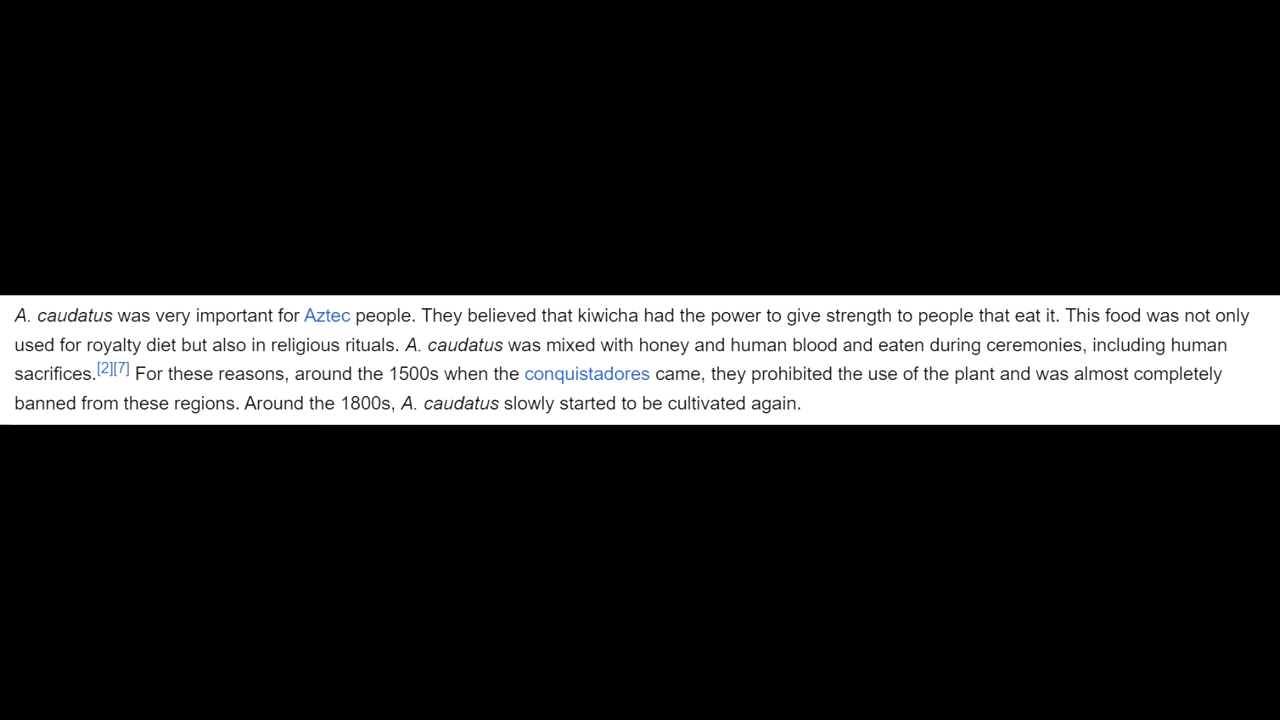 A. caudatus was very important for Aztec people. They believed that kiwicha had the power to give strength to people that eat it. This food was not only
used for royalty diet but also in religious rituals. A. caudatus was mixed with honey and human blood and eaten during ceremonies, including human
sacrifices.[2][7] For these reasons, around the 1500s when the conquistadores came, they prohibited the use of the plant and was almost completely
banned from these regions. Around the 1800s, A. caudatus slowly started to be cultivated again.